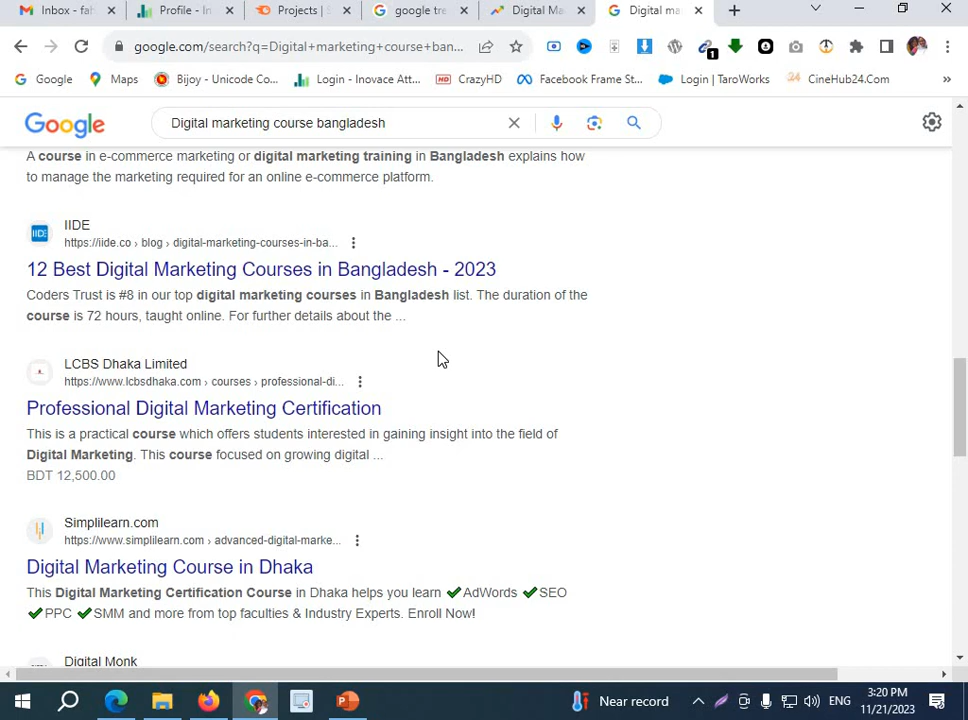 Inbox - fah
Profile - In
Projects |
google tre
Digital Ma
Digital ma
google.com/search?q=Digital+marketing+course+ban...
1
Google
Maps
Bijoy - Unicode Co...
Login - Inovace Att...
HD
CrazyHD
Facebook Frame St...
Login | TaroWorks
24
CineHub24.Com
»
Google
Digital marketing course bangladesh
A course in e-commerce marketing or digital marketing training in Bangladesh explains how
to manage the marketing required for an online e-commerce platform.
IIDE
IIDE
https://iide.co › blog › digital-marketing-courses-in-ba...
12 Best Digital Marketing Courses in Bangladesh - 2023
Coders Trust is #8 in our top digital marketing courses in Bangladesh list. The duration of the
course is 72 hours, taught online. For further details about the ...
LCBS Dhaka Limited
https://www.lcbsdhaka.com › courses › professional-di...
Professional Digital Marketing Certification
This is a practical course which offers students interested in gaining insight into the field of
Digital Marketing. This course focused on growing digital ...
BDT 12,500.00
Simplilearn.com
https://www.simplilearn.com › advanced-digital-marke...
Digital Marketing Course in Dhaka
This Digital Marketing Certification Course in Dhaka helps you learn ✔AdWords ✔SEO
✔PPC ✔SMM and more from top faculties & Industry Experts. Enroll Now!
Digital Monk
Near record
ENG
3:20 PM
11/21/2023